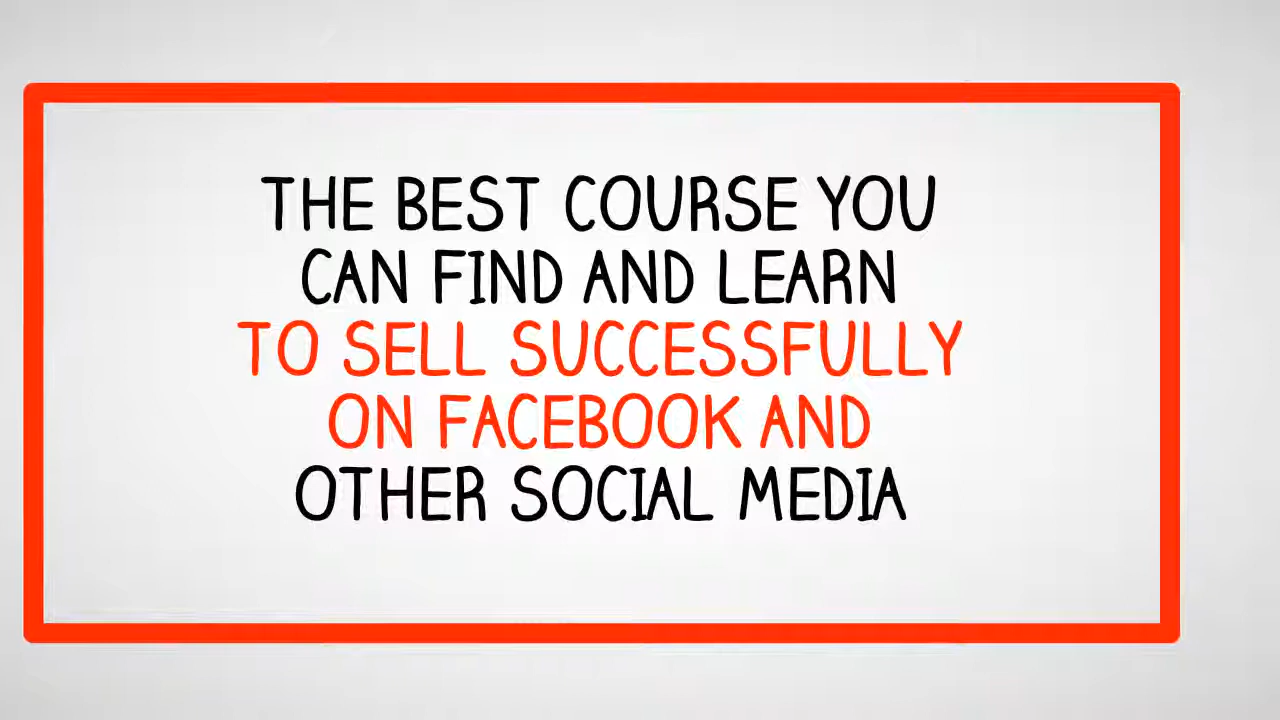 THE BEST COURSE YOU
CAN FIND AND LEARN
TO SELL SUCCESSFULLY
ON FACEBOOK AND
OTHER SOCIAL MEDIA